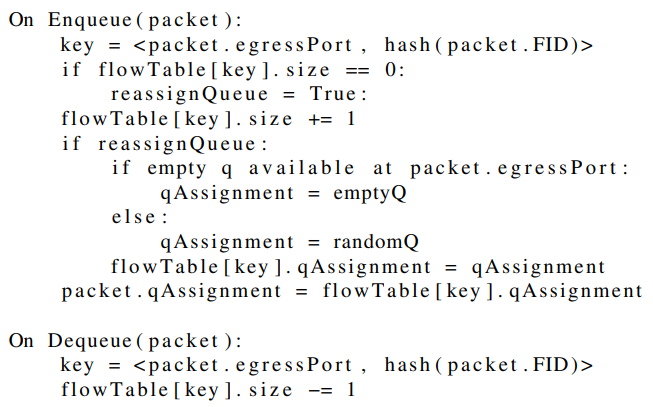 On Enqueue(packet):
key = <packet.egressPort, hash(packet.FID)>
if flowTable[key].size == 0:
reassignQueue = True:
flowTable[key].size += 1
if reassignQueue:
if empty q available at packet.egressPort:
qAssignment = emptyQ
else:
qAssignment = randomQ
flowTable[key].qAssignment = qAssignment
packet.qAssignment = flowTable[key].qAssignment
On Dequeue(packet):
key = <packet.egressPort, hash(packet.FID)>
flowTable[key].size -= 1